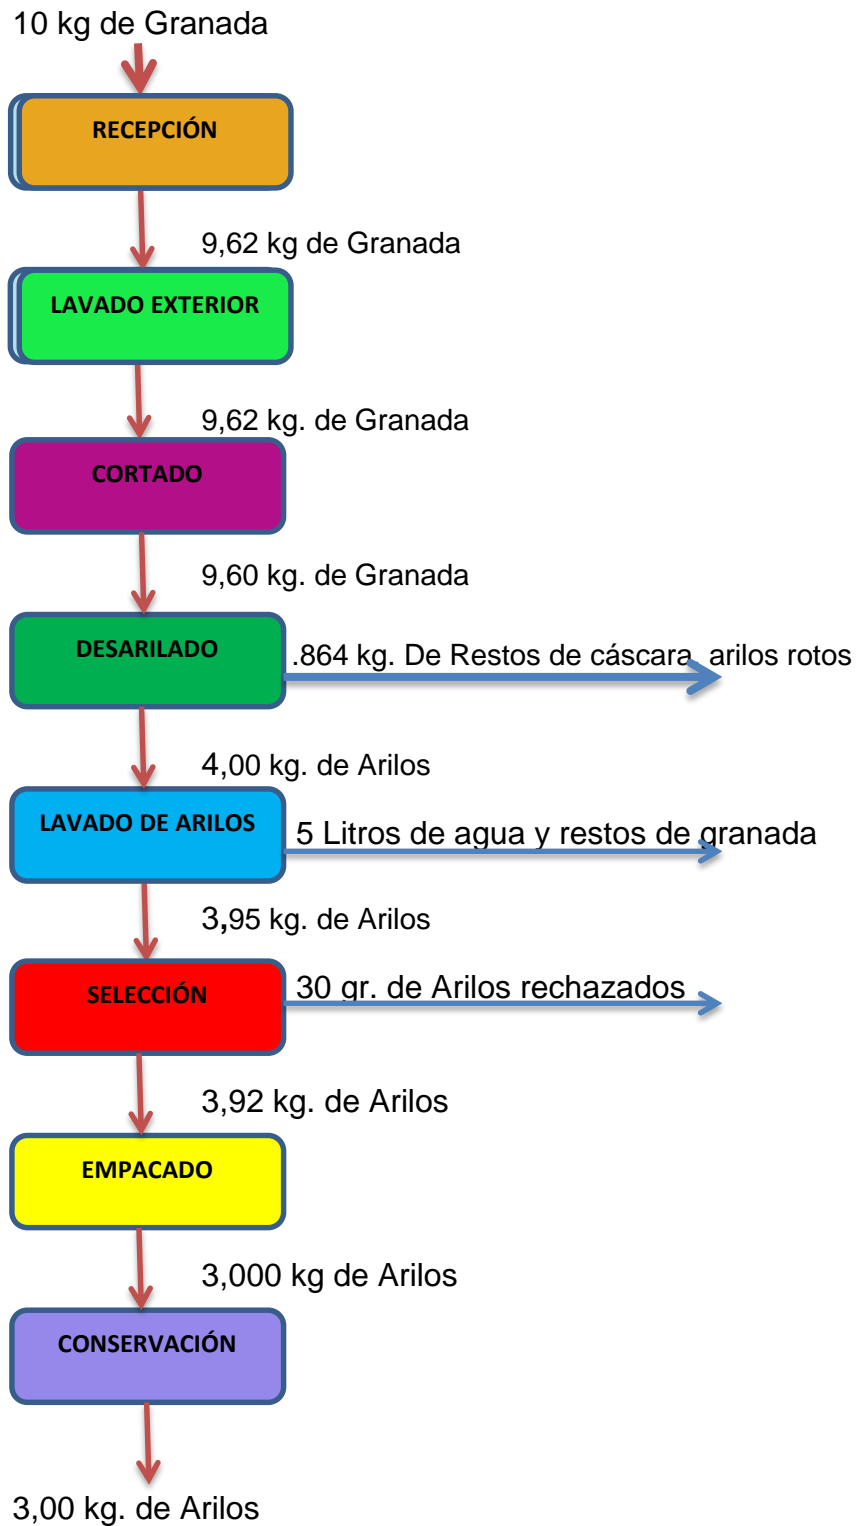 10 kg de Granada
RECEPCIÓN
9,62 kg de Granada
LAVADO EXTERIOR
9,62 kg. de Granada
CORTADO
9,60 kg. de Granada
DESARILADO
.864 kg. De Restos de cáscara, arilos rotos
4,00 kg. de Arilos
LAVADO DE ARILOS
5 Litros de agua y restos de granada
3,95 kg. de Arilos
SELECCIÓN
30 gr. de Arilos rechazados
3,92 kg. de Arilos
EMPACADO
3,000 kg de Arilos
CONSERVACIÓN
3,00 kg. de Arilos